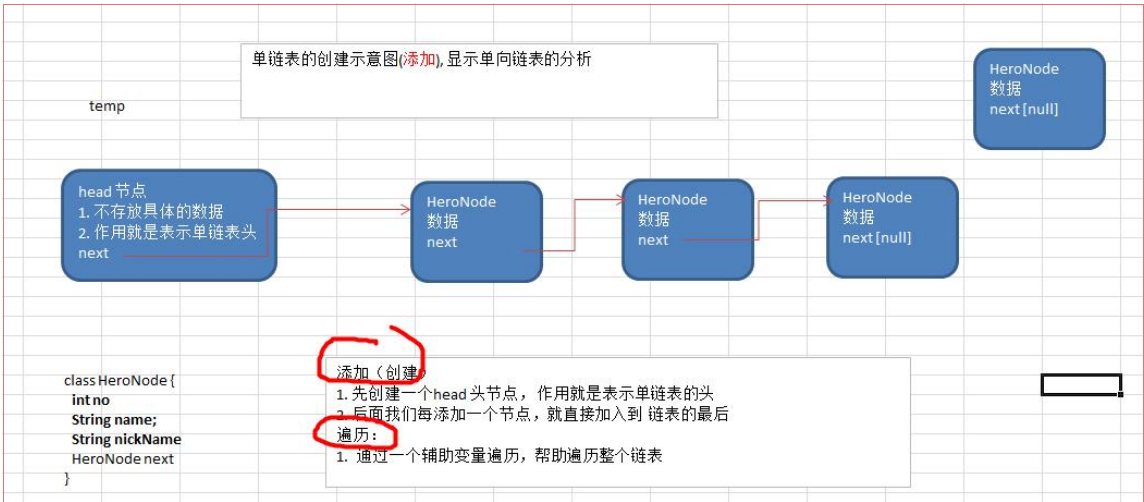 单链表的创建示意图(添加),显示单向链表的分析
HeroNode
数据
next [null]
temp
head 节点
1. 不存放具体的数据
2. 作用就是表示单链表头
next
HeroNode
数据
next
HeroNode
数据
next
HeroNode
数据
next [null]
class HeroNode {
int no
String name;
String nickName
HeroNode next
}
添加（创建）
1. 先创建一个head 头节点，作用就是表示单链表的头
2. 后面我们每添加一个节点，就直接加入到 链表的最后
遍历：
1. 通过一个辅助变量遍历，帮助遍历整个链表